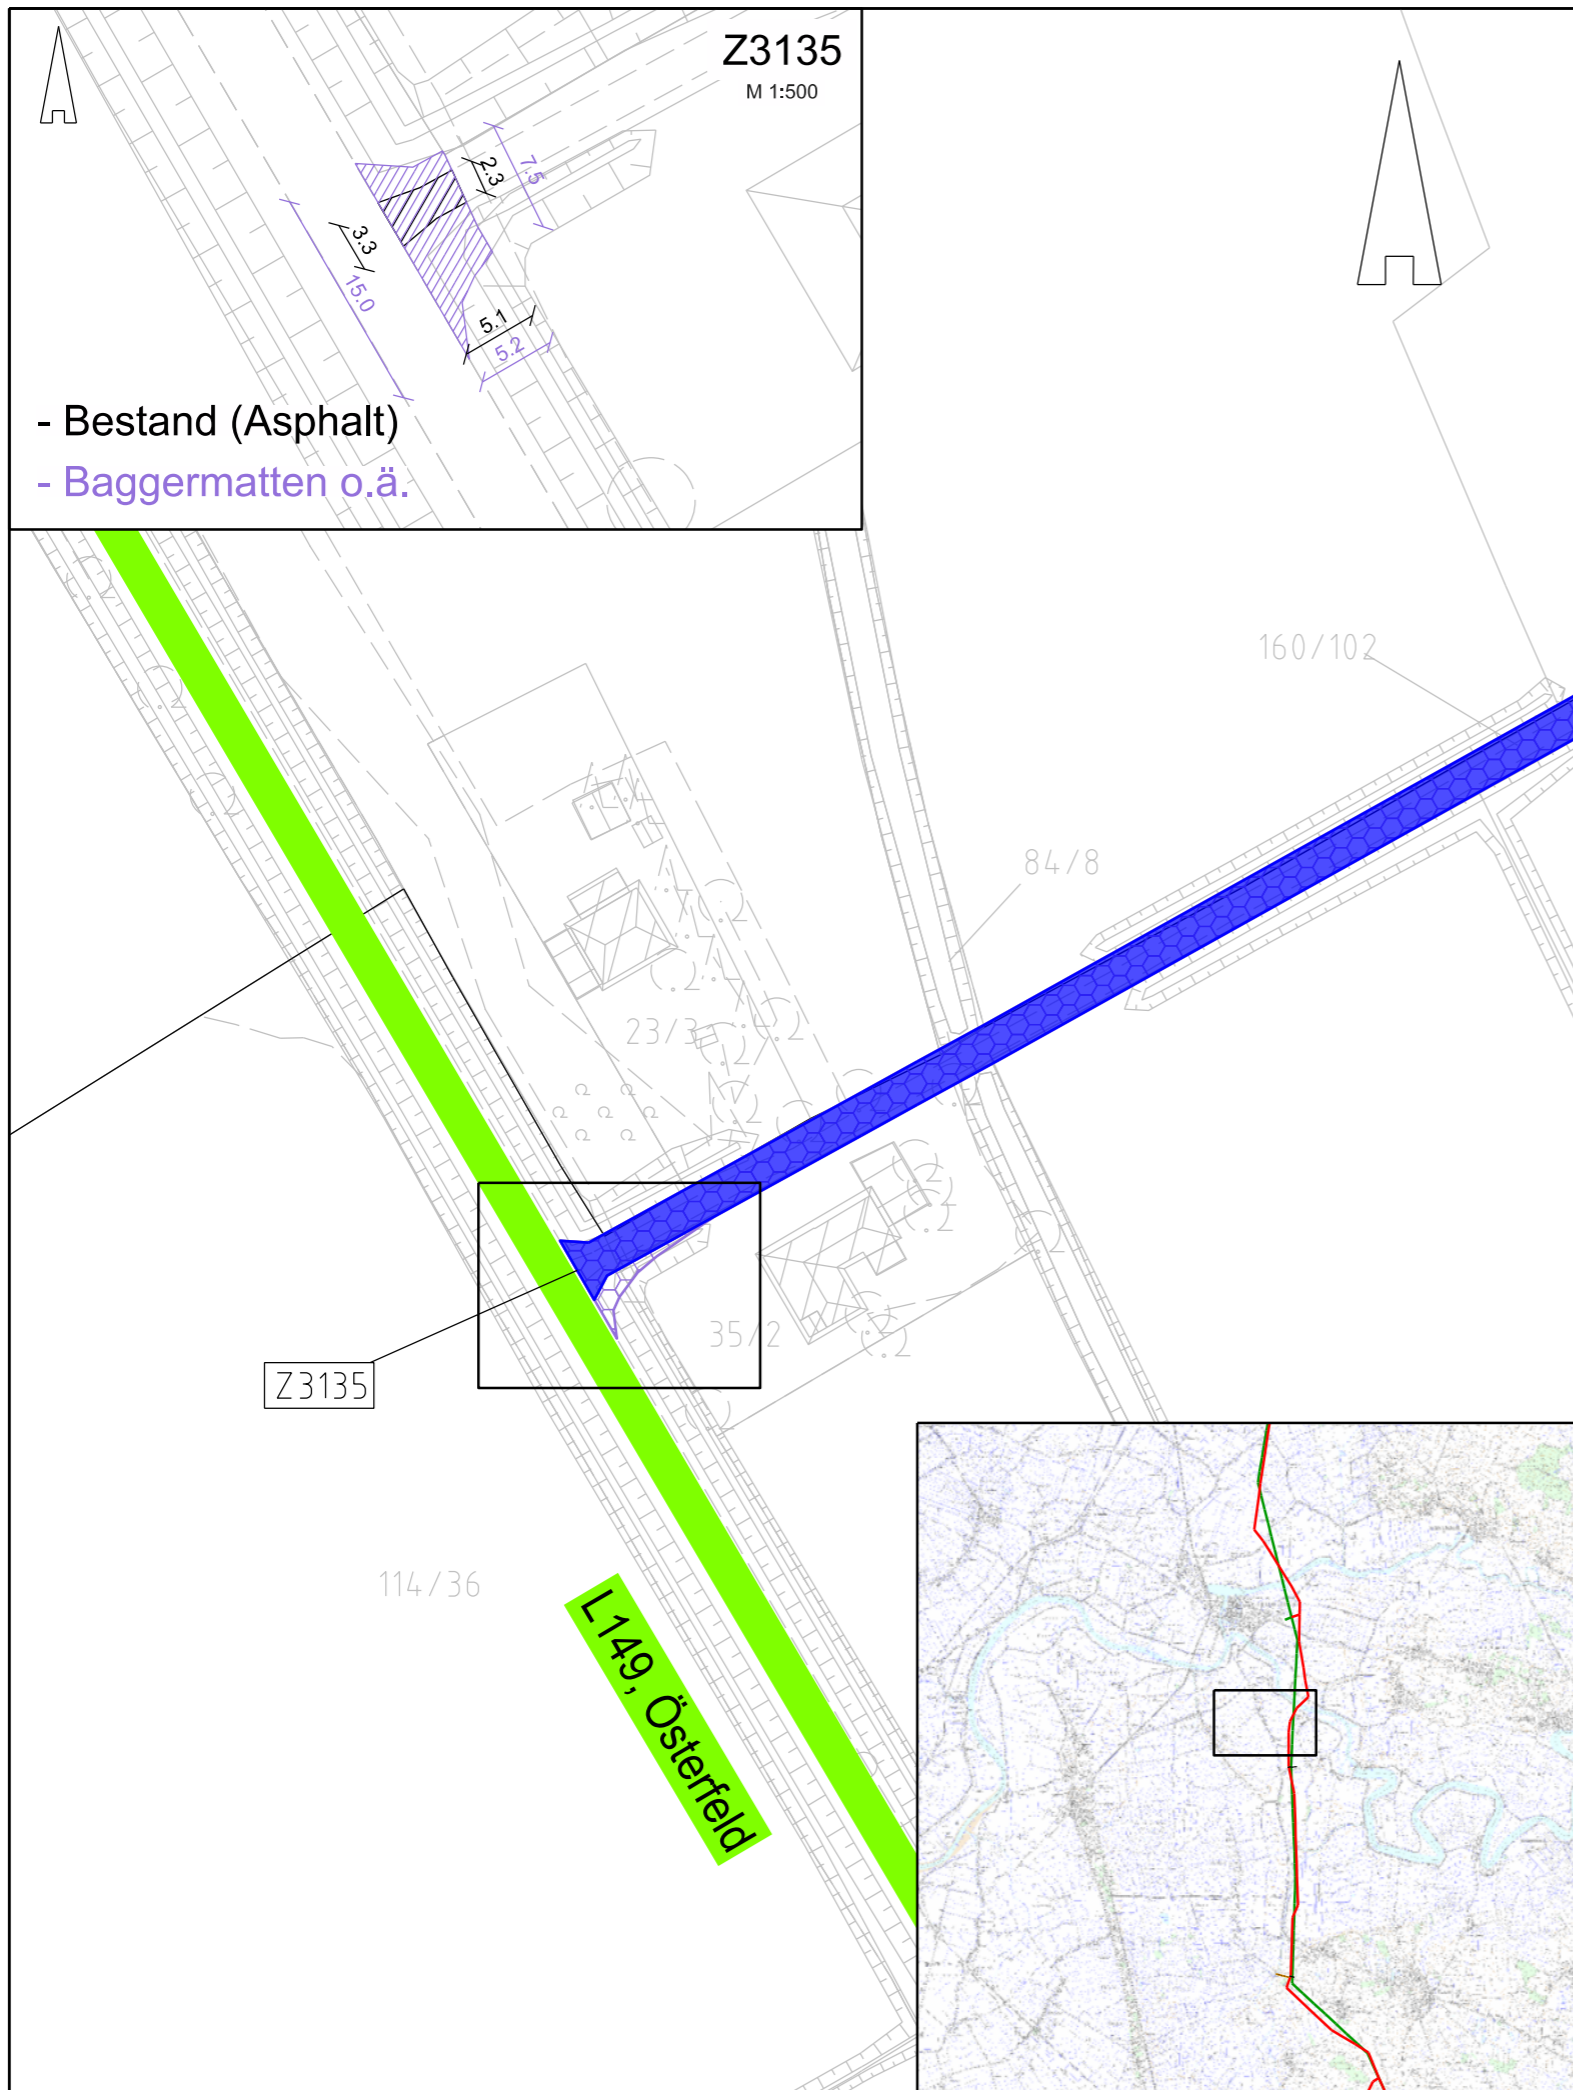 Z3135
M 1:500
2.3
7.5
3.3
15.0
5.1
5.2
- Bestand (Asphalt)
- Baggermatten o.ä.
160/102
84/8
23/3
35/2
Z3135
114/36
L149, Österfeld